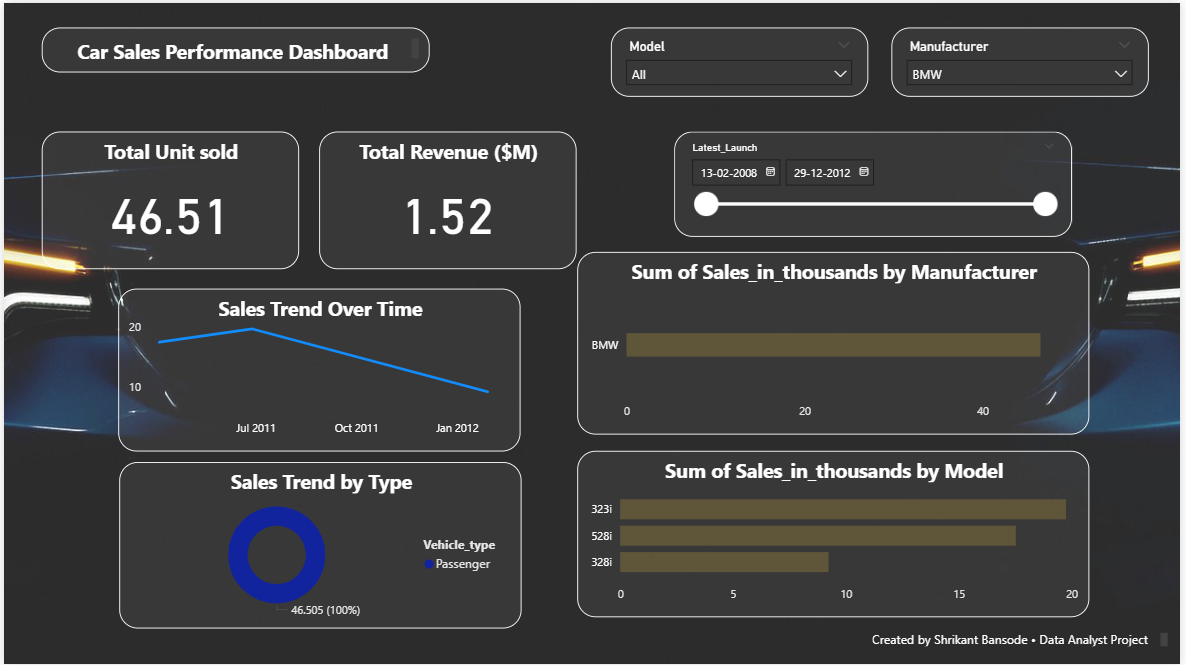 Car Sales Performance Dashboard
Model
All
Manufacturer
BMW
Total Unit sold
46.51
Total Revenue ($M)
1.52
Latest_Launch
13-02-2008
29-12-2012
Sales Trend Over Time
20
10
Jul 2011
Oct 2011
Jan 2012
Sum of Sales_in_thousands by Manufacturer
BMW
0
20
40
Sales Trend by Type
Vehicle_type
Passenger
46.505 (100%)
Sum of Sales_in_thousands by Model
323i
528i
328i
0
5
10
15
20
Created by Shrikant Bansode • Data Analyst Project